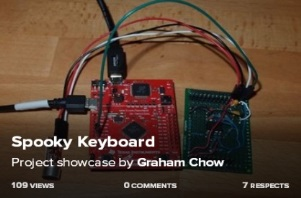 Spooky Keyboard
Project showcase by Graham Chow
109 VIEWS 0 COMMENTS 7 RESPECTS